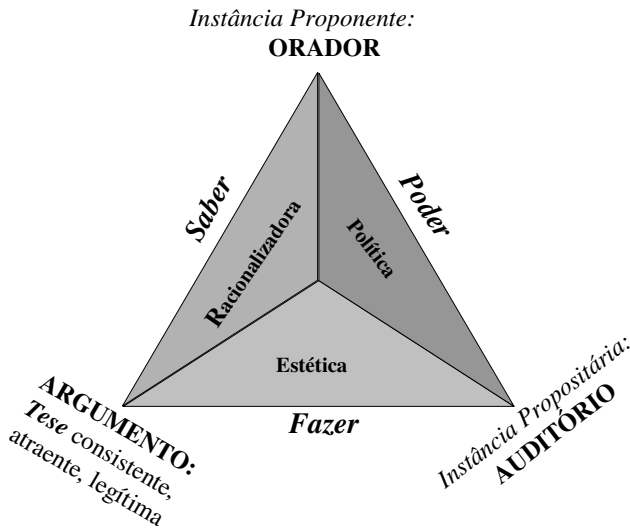 Instância Proponente:
ORADOR
Saber
Poder
Racionalizadora
Política
Estética
Fazer
ARGUMENTO:
Tese consistente,
atraente, legítima
Instância Propositária:
AUDITÓRIO